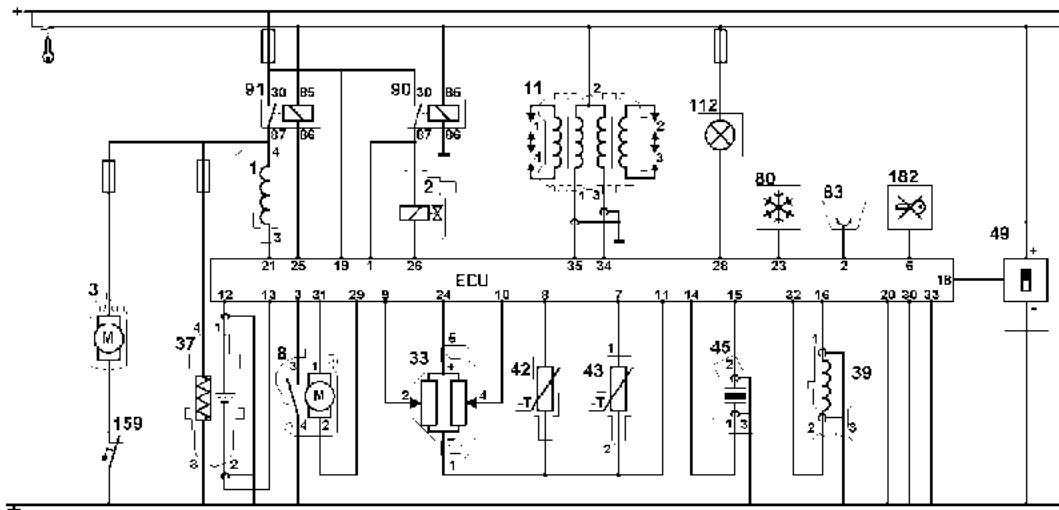 +
91 30 85 90 30 85 11 2 112
87 86 87 86 1 2
4 4 3
1 2 80 83 182
3 1 3 49
+
21 25 19 1 26 35 34 28 23 2 6
ECU 18
12 13 3 31 29 9 24 10 8 7 11 14 15 32 16 20 30 33
-
3 4 1 5 1 1
M 37 8 3 1 33 + 42 43 45 2 39
M 2 4 -T -T
159 4 2 - 1 3 2 3
3 2 1 2